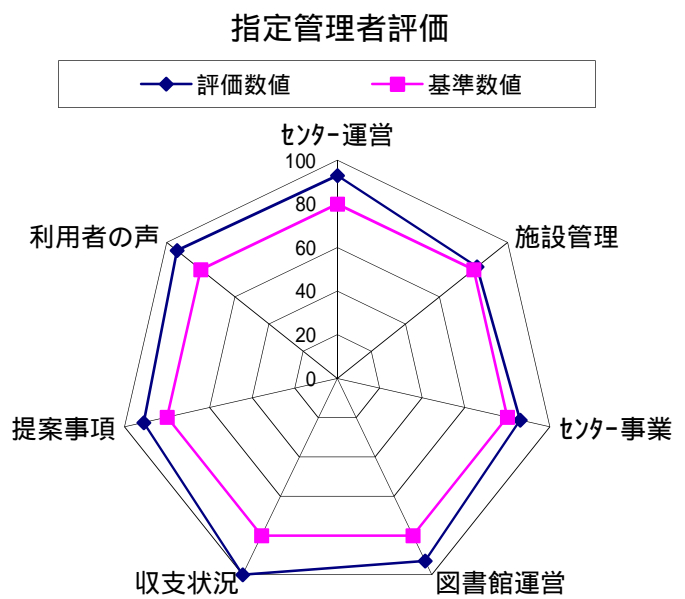 指定管理者評価
評価数値
基準数値
ｾﾝﾀｰ運営
100
80
60
40
20
0
施設管理
ｾﾝﾀｰ事業
図書館運営
収支状況
提案事項
利用者の声